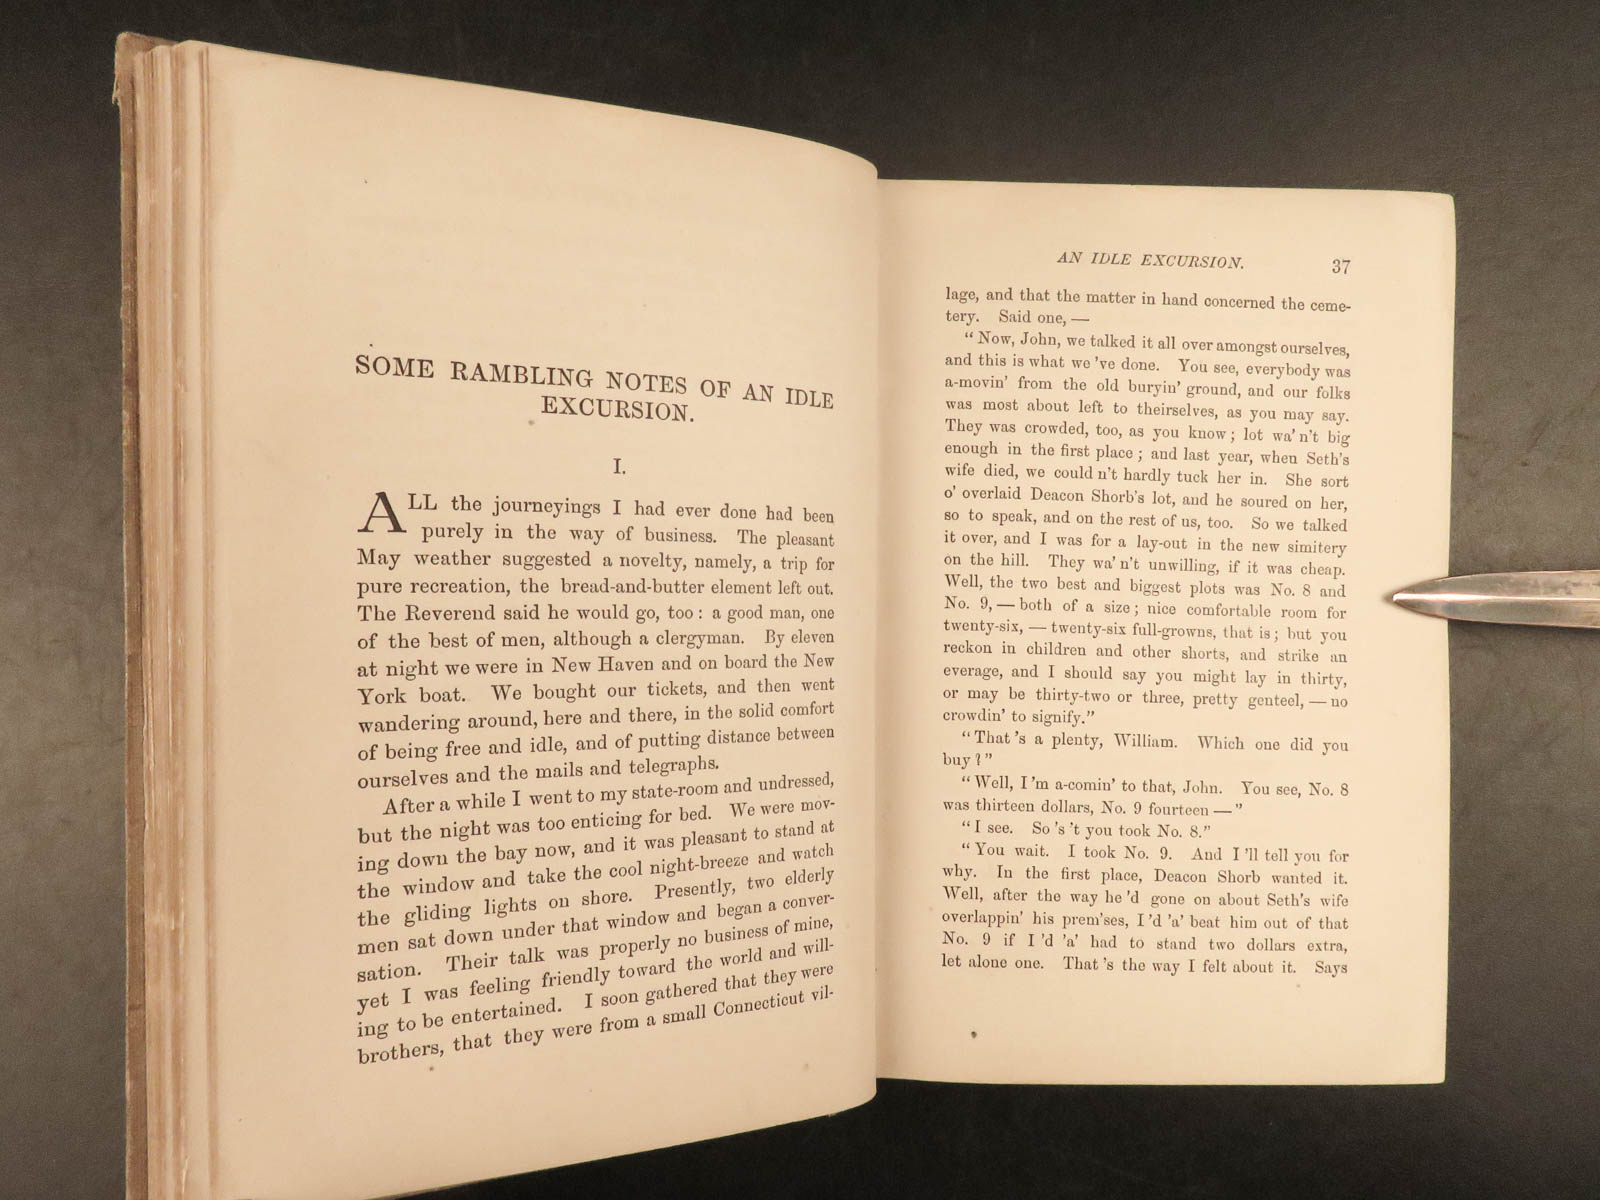 SOME RAMBLING NOTES OF AN IDLE
EXCURSION.
I.
ALL the journeyings I had ever done had been
purely in the way of business. The pleasant
May weather suggested a novelty, namely, a trip for
pure recreation, the bread-and-butter element left out.
The Reverend said he would go, too: a good man, one
of the best of men, although a clergyman. By eleven
at night we were in New Haven and on board the New
York boat. We bought our tickets, and then went
wandering around, here and there, in the solid comfort
of being free and idle, and of putting distance between
ourselves and the mails and telegraphs.
After a while I went to my state-room and undressed,
but the night was too enticing for bed. We were mov-
ing down the bay now, and it was pleasant to stand at
the window and take the cool night-breeze and watch
the gliding lights on shore. Presently, two elderly
men sat down under that window and began a conver-
sation. Their talk was properly no business of mine,
yet I was feeling friendly toward the world and will-
ing to be entertained. I soon gathered that they were
brothers, that they were from a small Connecticut vil-
AN IDLE EXCURSION. 37
lage, and that the matter in hand concerned the ceme-
tery. Said one, —
"Now, John, we talked it all over amongst ourselves,
and this is what we 've done. You see, everybody was
a-movin' from the old buryin' ground, and our folks
was most about left to theirselves, as you may say.
They was crowded, too, as you know; lot wa' n't big
enough in the first place; and last year, when Seth's
wife died, we could n't hardly tuck her in. She sort
o' overlaid Deacon Shorb's lot, and he soured on her,
so to speak, and on the rest of us, too. So we talked
it over, and I was for a lay-out in the new simitery
on the hill. They wa' n't unwilling, if it was cheap.
Well, the two best and biggest plots was No. 8 and
No. 9, — both of a size; nice comfortable room for
twenty-six, — twenty-six full-growns, that is; but you
reckon in children and other shorts, and strike an
everage, and I should say you might lay in thirty,
or may be thirty-two or three, pretty genteel, — no
crowdin' to signify."
"That 's a plenty, William. Which one did you
buy?"
"Well, I 'm a-comin' to that, John. You see, No. 8
was thirteen dollars, No. 9 fourteen — "
"I see. So 's 't you took No. 8."
"You wait. I took No. 9. And I 'll tell you for
why. In the first place, Deacon Shorb wanted it.
Well, after the way he 'd gone on about Seth's wife
overlappin' his prem'ses, I 'd 'a' beat him out of that
No. 9 if I 'd 'a' had to stand two dollars extra,
let alone one. That 's the way I felt about it. Says